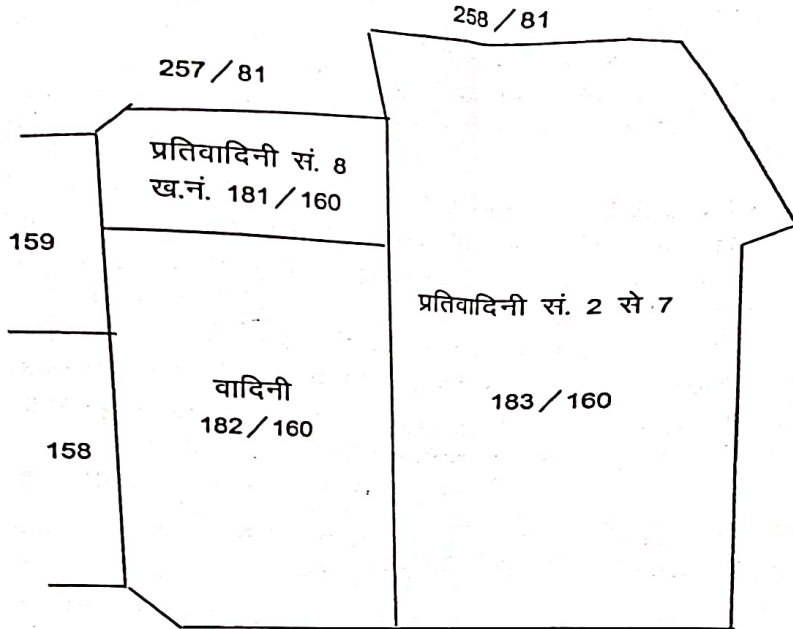 258/81
257/81
प्रतिवादिनी सं. 8
ख.नं. 181/160
159
प्रतिवादिनी सं. 2 से 7
वादिनी
182/160
183/160
158